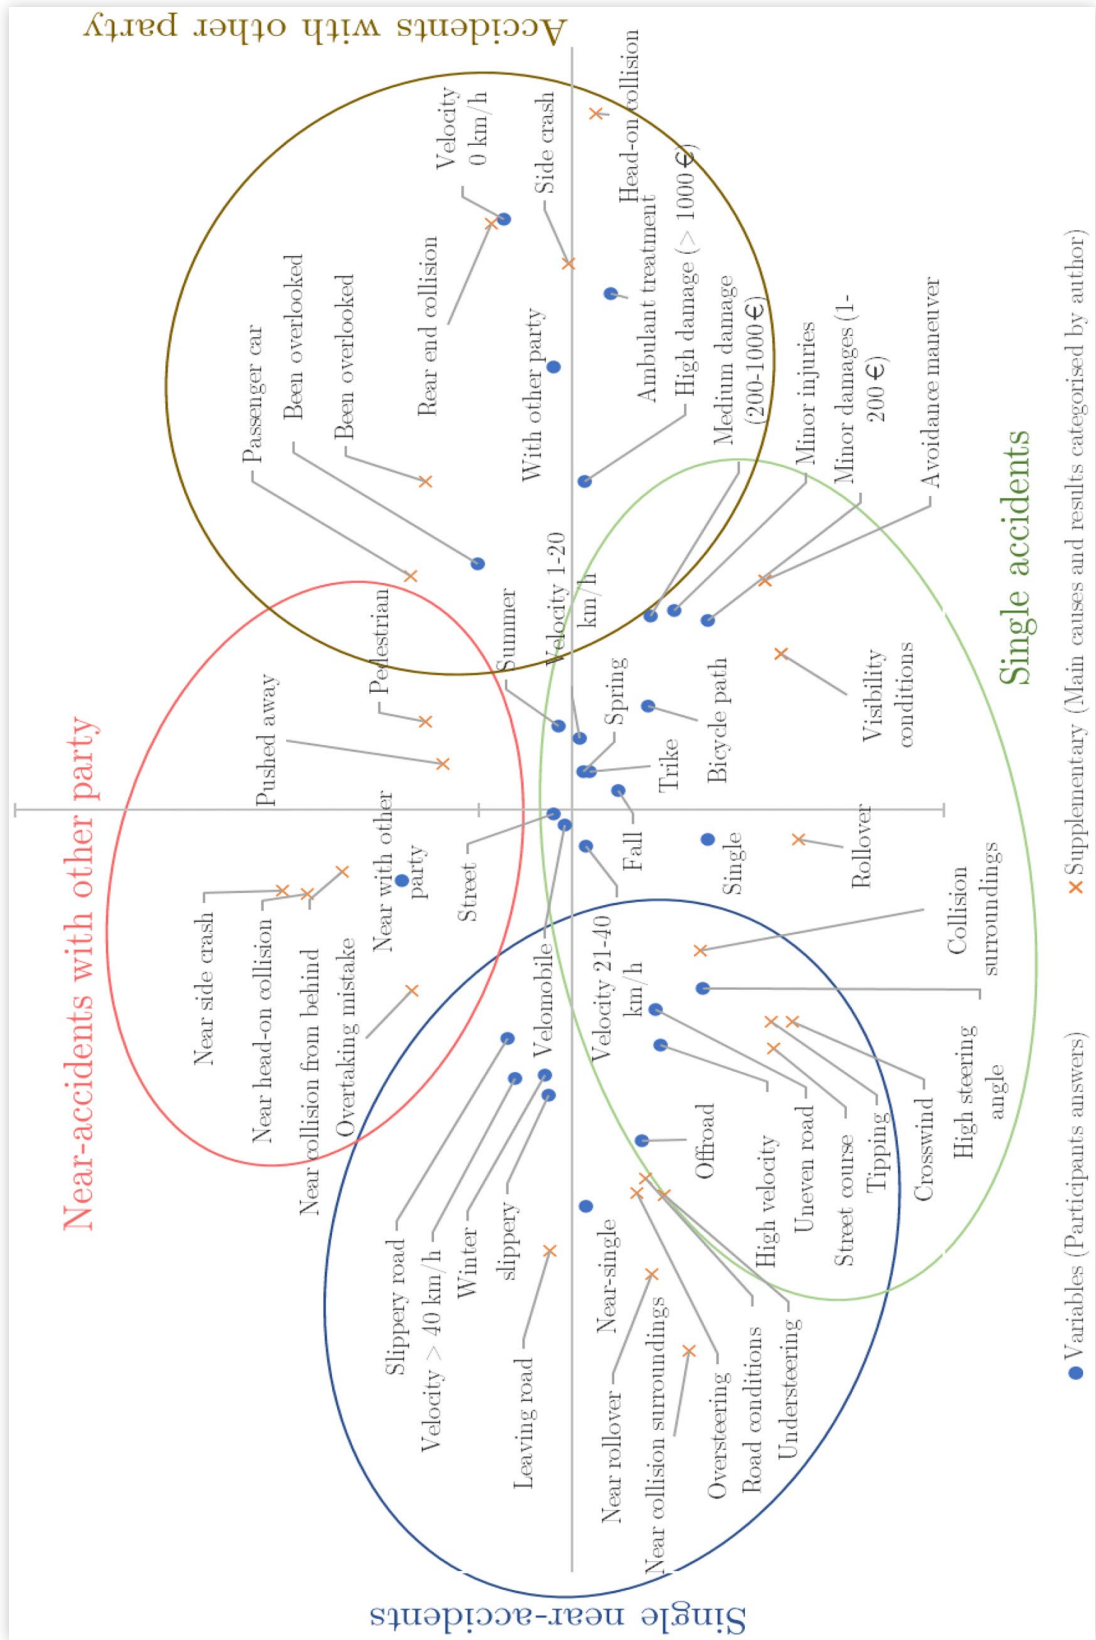 Near-accidents with other party
Single near-accidents
Accidents with other party
Single accidents
Near side crash
Near head-on collision
Near collision from behind
Overtaking mistake
Near with other
party
Pushed away
Pedestrian
Street
Passenger car
Been overlooked
Been overlooked
Rear end collision
Velocity
0 km/h
Side crash
With other party
Head-on collision
Ambulant treatment
High damage (> 1000 €)
Medium damage
(200-1000 €)
Minor injuries
Minor damages (1-
200 €)
Avoidance maneuver
Summer
Velocity 1-20
km/h
Spring
Trike
Bicycle path
Fall
Visibility
conditions
Single
Rollover
Collision
surroundings
Slippery road
Velocity > 40 km/h
Winter
slippery
Leaving road
Velomobile
Velocity 21-40
km/h
Near-single
Near rollover
Near collision surroundings
Oversteering
Road conditions
Understeering
Offroad
High velocity
Uneven road
Street course
Tipping
Crosswind
High steering
angle
Variables (Participants answers)
Supplementary (Main causes and results categorised by author)